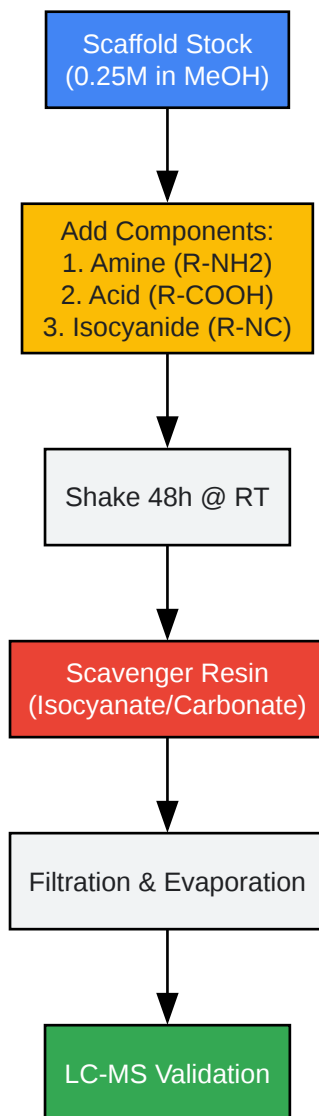 Scaffold Stock
(0.25M in MeOH)
Add Components:
1. Amine (R-NH2)
2. Acid (R-COOH)
3. Isocyanide (R-NC)
Shake 48h @ RT
Scavenger Resin
(Isocyanate/Carbonate)
Filtration & Evaporation
LC-MS Validation